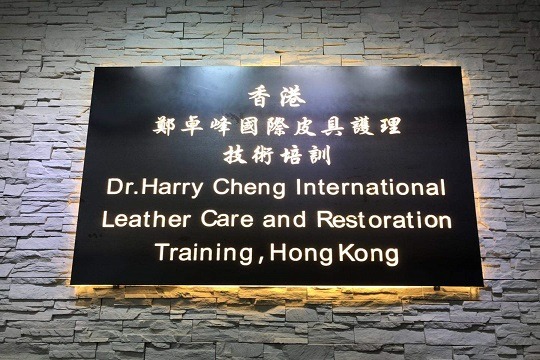 香港
鄭卓峰國際皮具護理
技術培訓
Dr.Harry Cheng International
Leather Care and Restoration
Training, Hong Kong